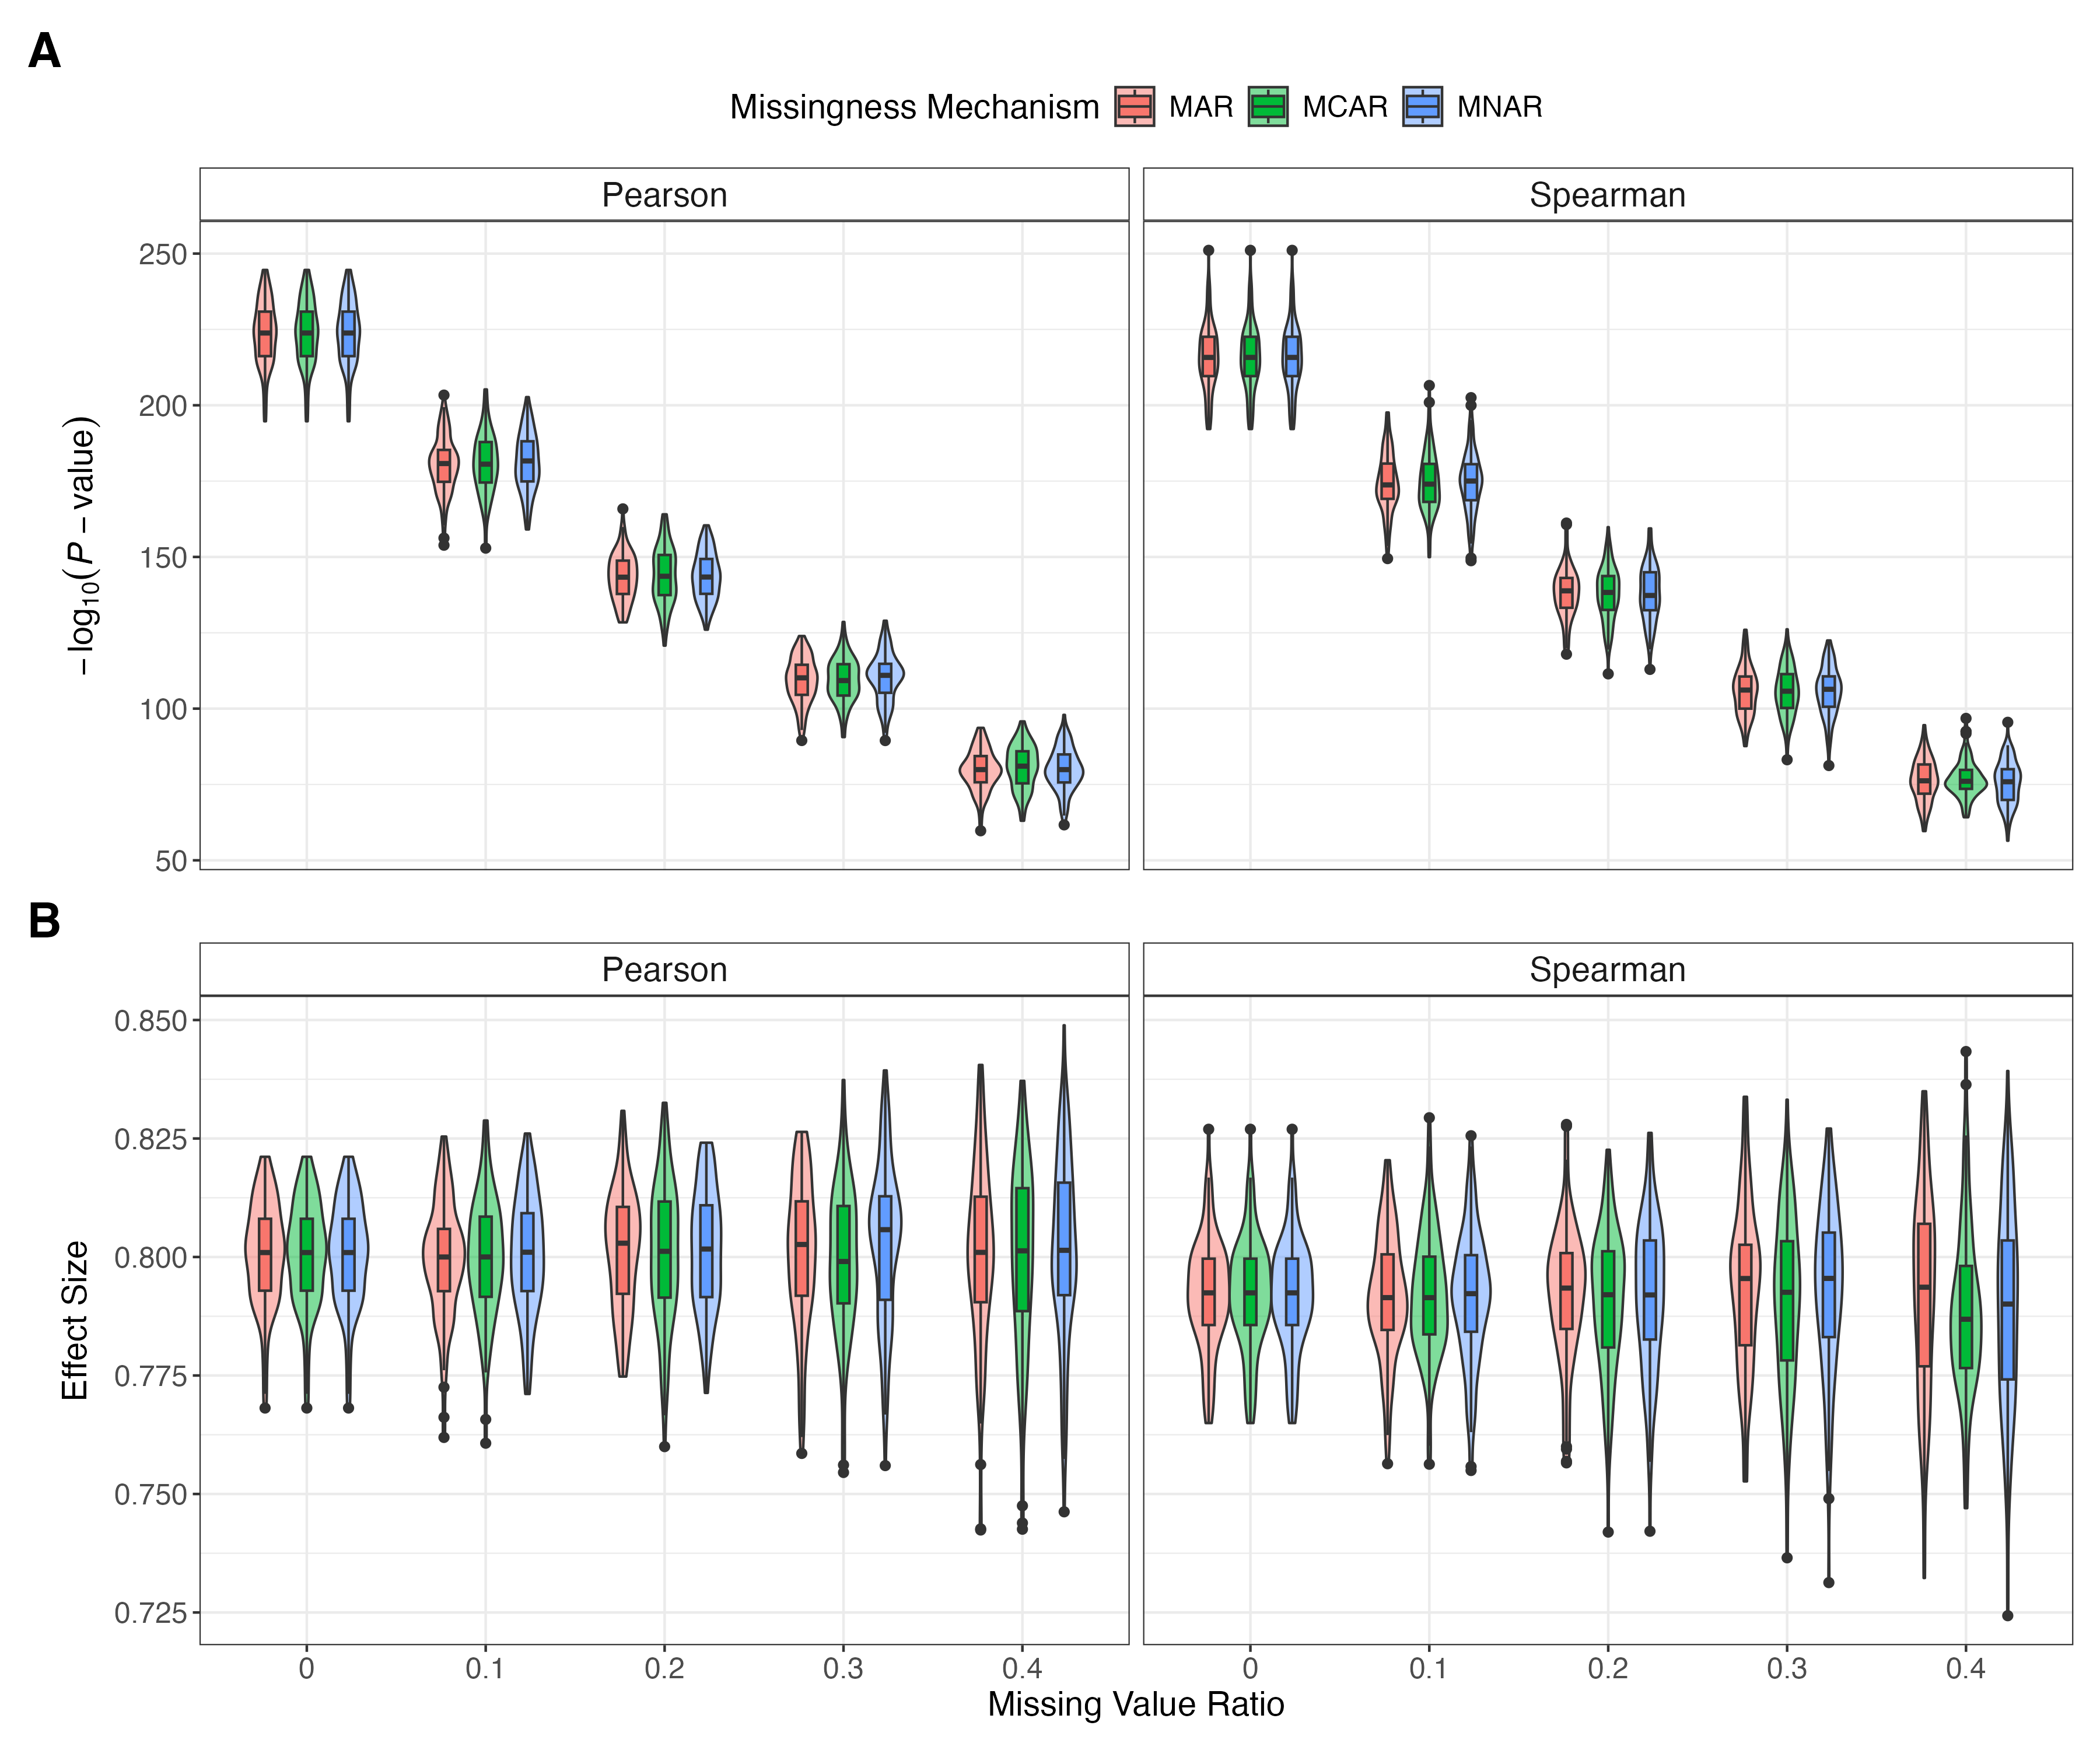 A
Missingness Mechanism MAR MCAR MNAR
Pearson Spearman
250
200
150
100
50
−log10(P − value)
B
Pearson Spearman
0.850
0.825
0.800
0.775
0.750
0.725
Effect Size
0 0.1 0.2 0.3 0.4 0 0.1 0.2 0.3 0.4
Missing Value Ratio